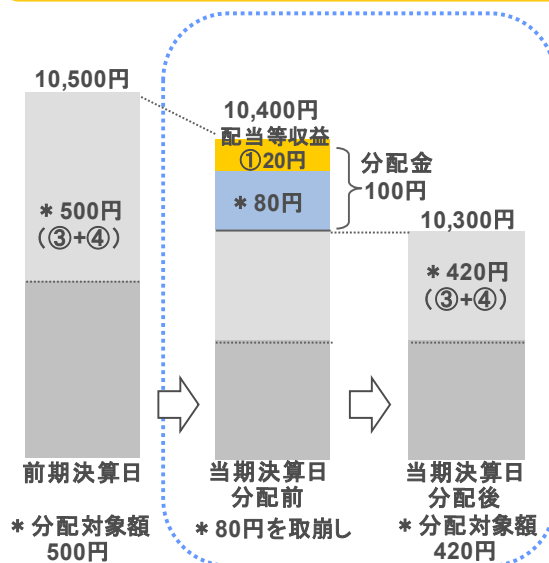 10,500円
＊500円
（③+④）
前期決算日
＊分配対象額
500円
10,400円
配当等収益
①20円
＊80円
分配金
100円
当期決算日
分配前
＊80円を取崩し
10,300円
＊420円
（③+④）
当期決算日
分配後
＊分配対象額
420円